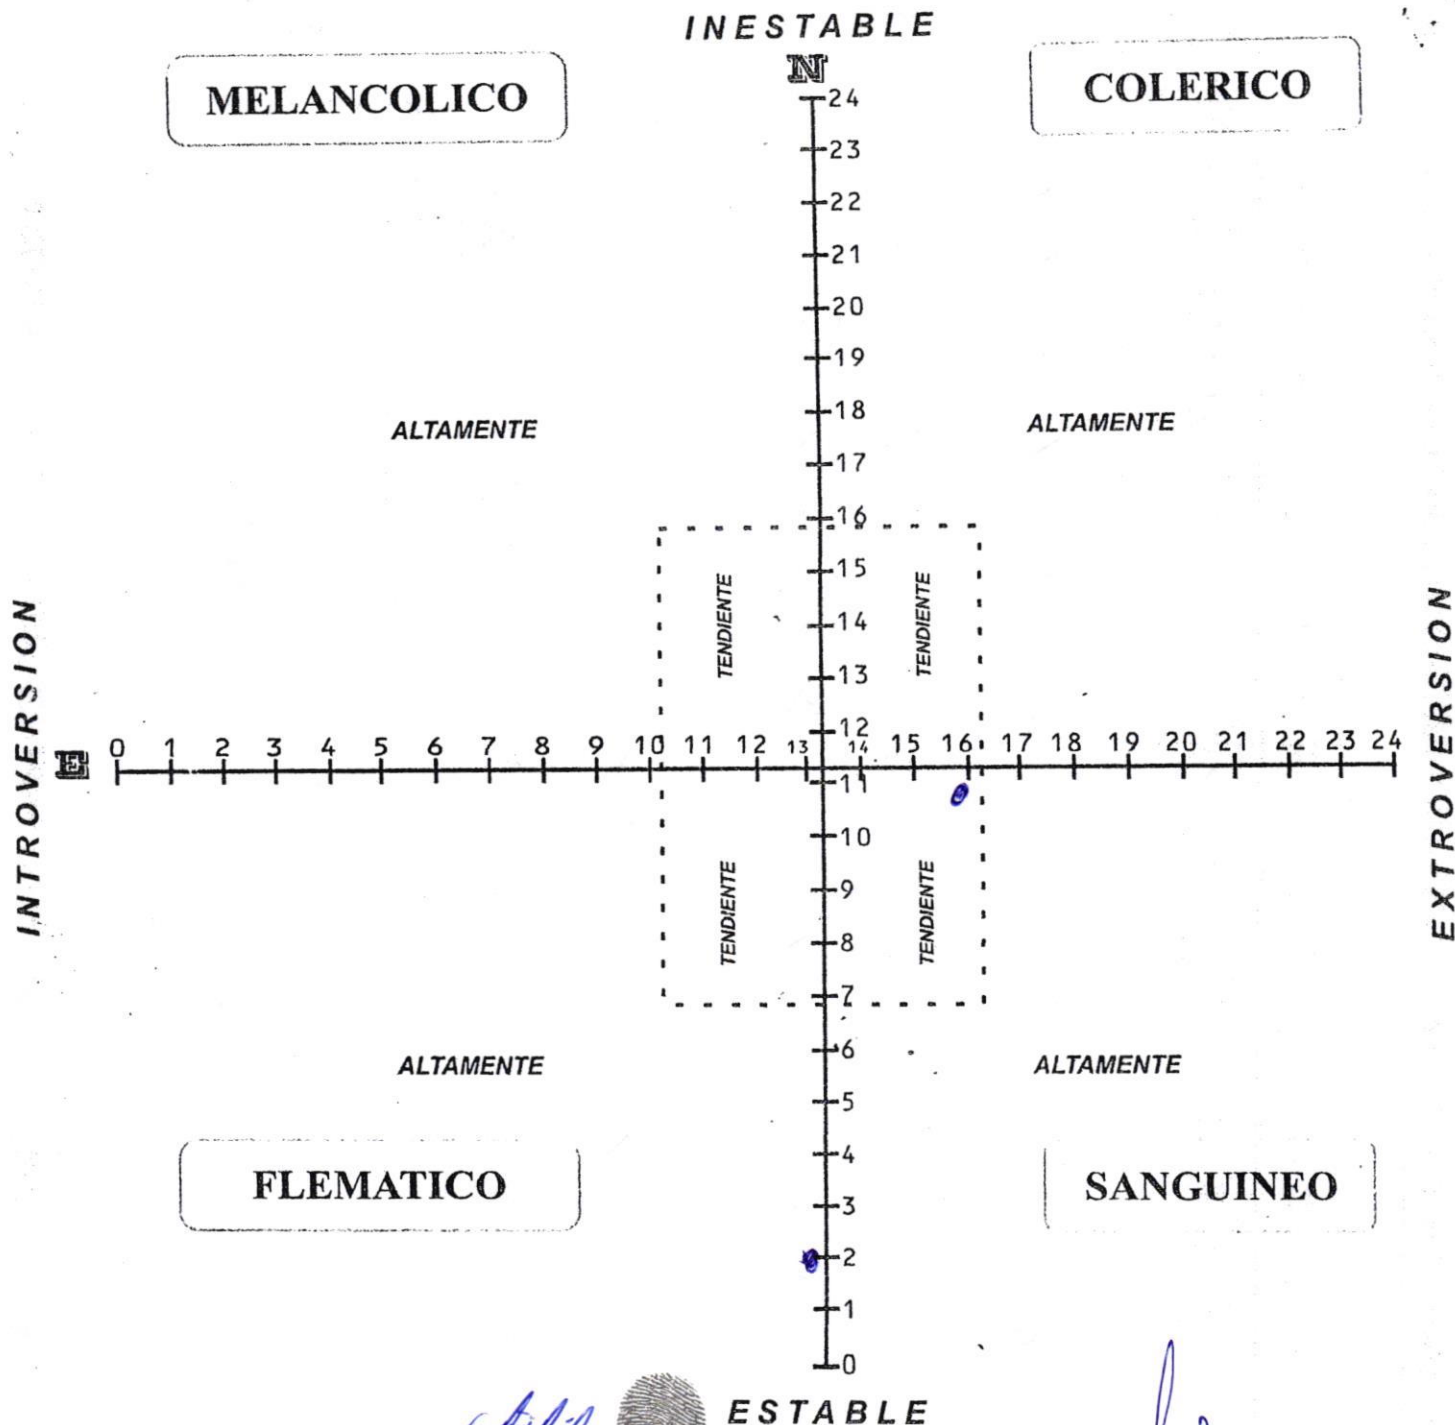 INESTABLE
N
MELANCOLICO
COLERICO
24
23
22
21
20
19
18
ALTAMENTE
ALTAMENTE
17
16
15
TENDIENTE
TENDIENTE
14
13
12
INTROVERSION
E
0 1 2 3 4 5 6 7 8 9 10 11 12 13 14 15 16 17 18 19 20 21 22 23 24
EXTROVERSION
11
10
9
TENDIENTE
TENDIENTE
8
7
6
ALTAMENTE
ALTAMENTE
5
4
FLEMATICO
SANGUINEO
3
2
1
0
ESTABLE